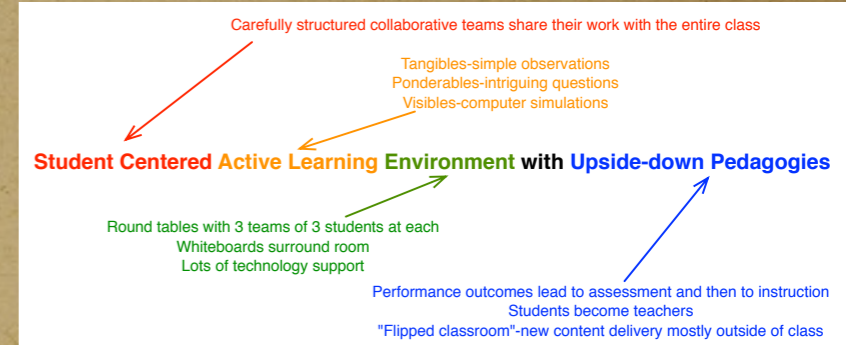 Carefully structured collaborative teams share their work with the entire class
Tangibles-simple observations
Ponderables-intriguing questions
Visibles-computer simulations
Student Centered Active Learning Environment with Upside-down Pedagogies
Round tables with 3 teams of 3 students at each
Whiteboards surround room
Lots of technology support
Performance outcomes lead to assessment and then to instruction
Students become teachers
"Flipped classroom"-new content delivery mostly outside of class